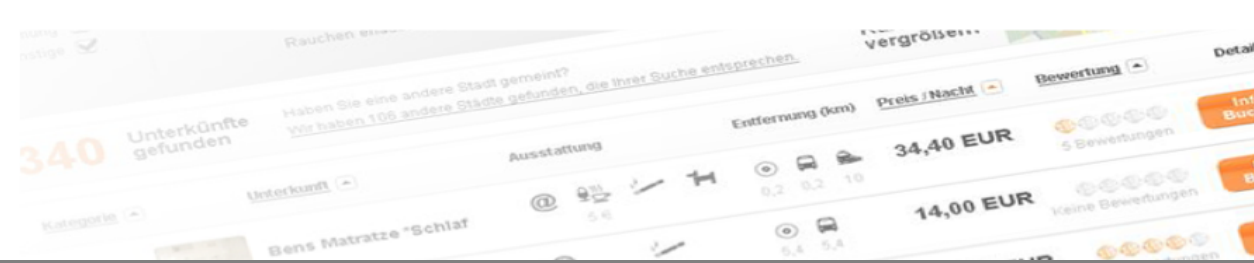 Rauchen
vergrößern
Haben Sie eine andere Stadt gemeint?
Wir haben 106 andere Städte gefunden, die Ihrer Suche entsprechen.
340 Unterkünfte
gefunden
Kategorie Unterkunft Ausstattung Entfernung (km) Preis / Nacht Bewertung
Bens Matratze "Schlaf
5 €
0,2 0,2 10
34,40 EUR
5 Bewertungen
5,4 5,4
14,00 EUR
Keine Bewertungen